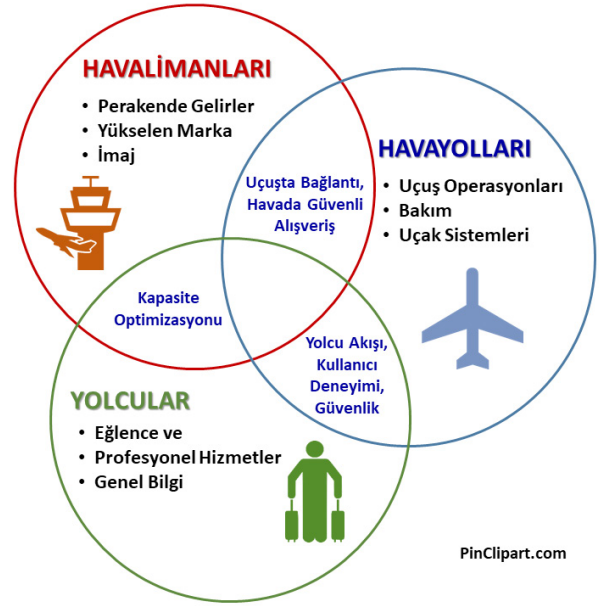 HAVALİMANLARI
• Perakende Gelirler
• Yükselen Marka
• İmaj
HAVAYOLLARI
• Uçuş Operasyonları
• Bakım
• Uçak Sistemleri
Uçuşta Bağlantı,
Havada Güvenli
Alışveriş
Kapasite
Optimizasyonu
Yolcu Akışı,
Kullanıcı
Deneyimi,
Güvenlik
YOLCULAR
• Eğlence ve
• Profesyonel Hizmetler
• Genel Bilgi
PinClipart.com